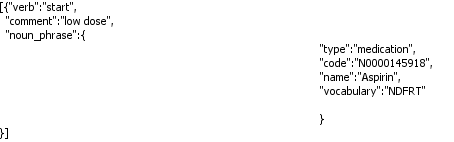 [{"verb":"start",
"comment":"low dose",
"noun_phrase":{
"type":"medication",
"code":"N0000145918",
"name":"Aspirin",
"vocabulary":"NDFRT"
}
}]